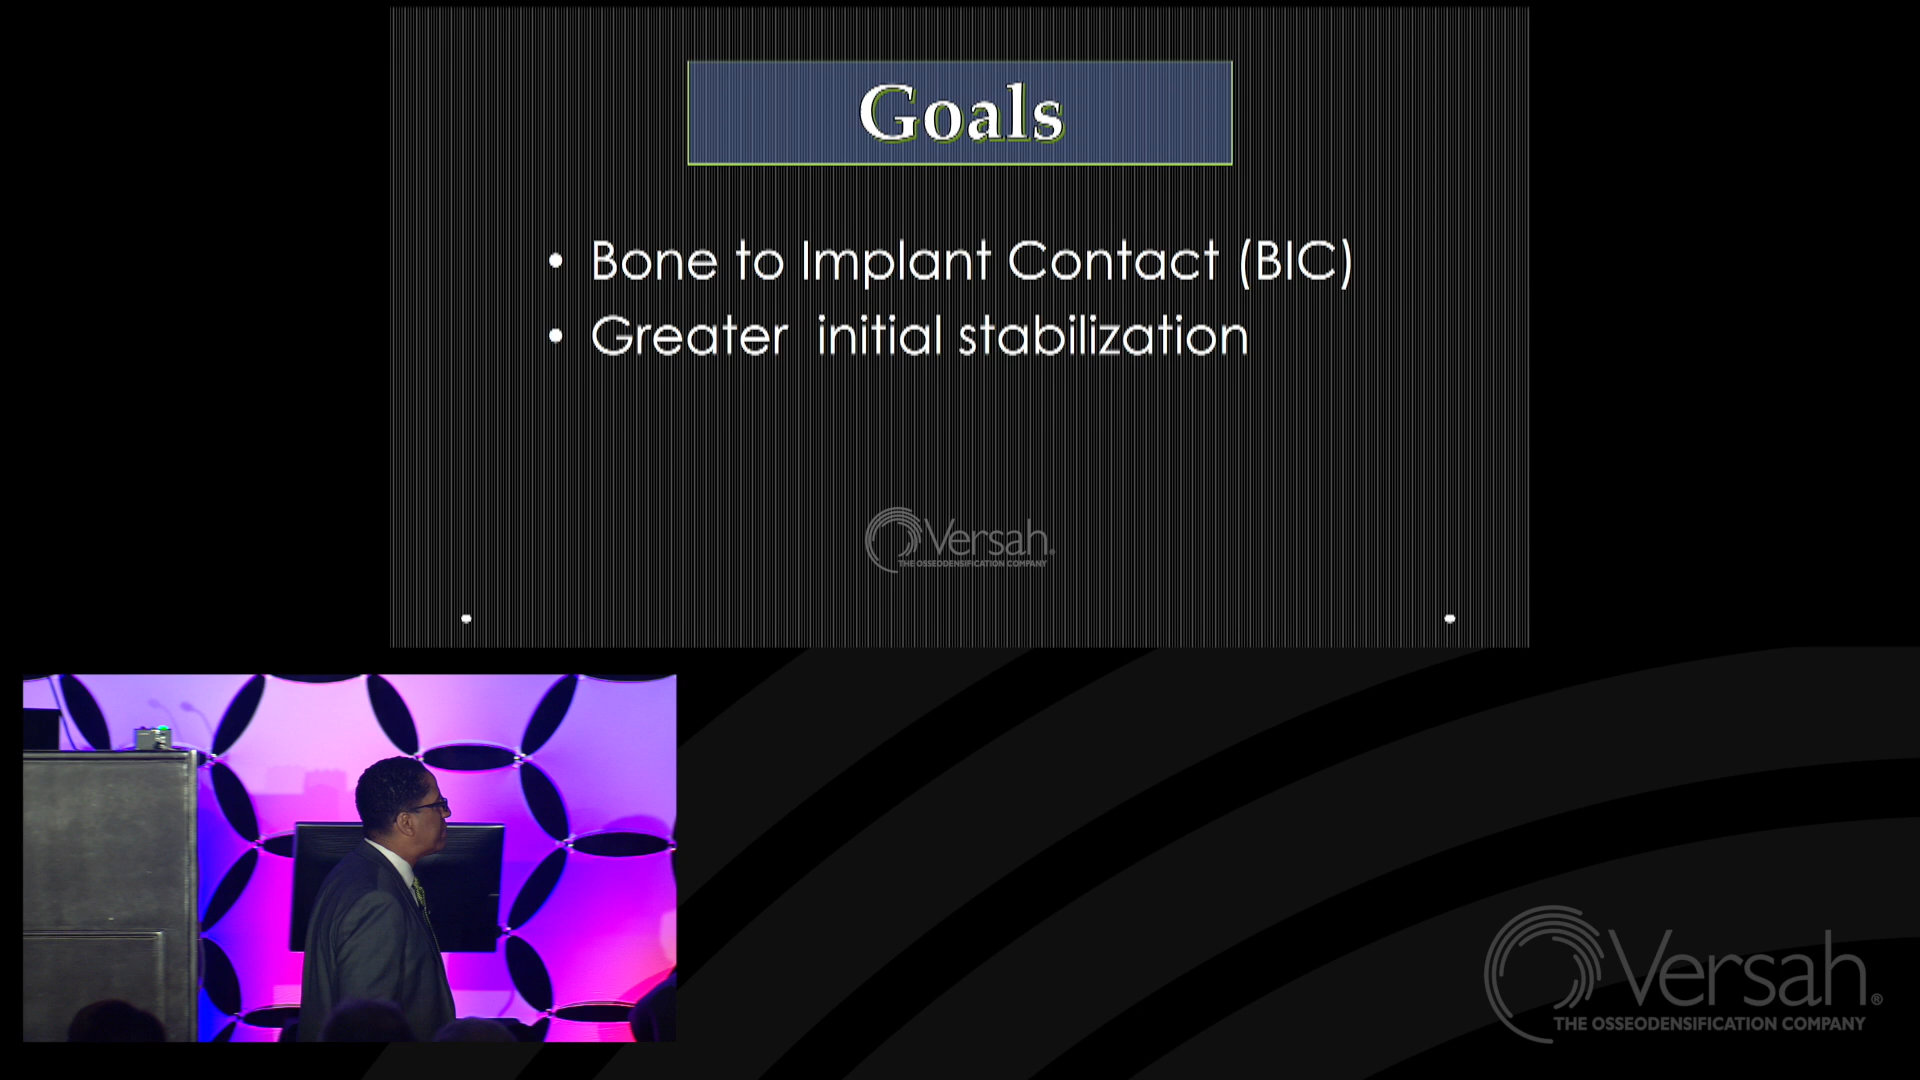 Goals
• Bone to Implant Contact (BIC)
• Greater initial stabilization
Versah.
THE OSSEODENSIFICATION COMPANY
Versah®
THE OSSEODENSIFICATION COMPANY